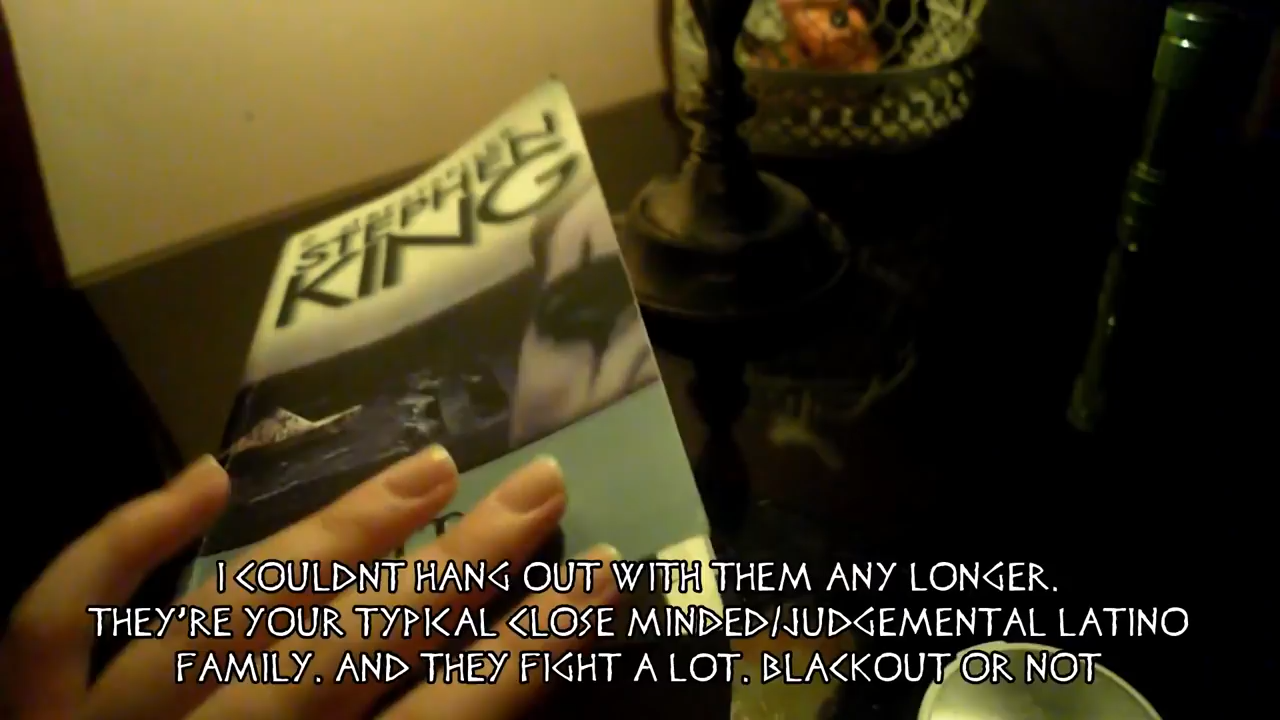 STEPHEN
KING
I COULDNT HANG OUT WITH THEM ANY LONGER.
THEY'RE YOUR TYPICAL CLOSE MINDED/JUDGEMENTAL LATINO
FAMILY. AND THEY FIGHT A LOT. BLACKOUT OR NOT